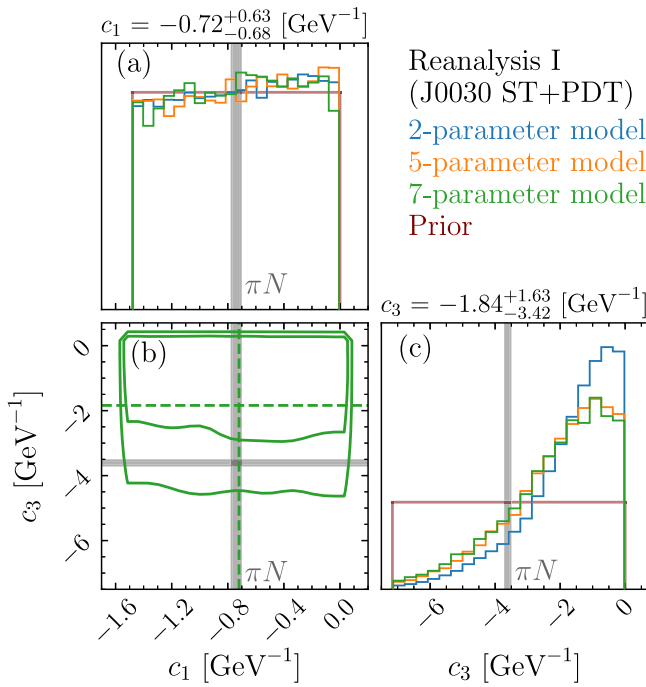 c₁ = −0.72⁺⁰·⁶³₋₀.₆₈ [GeV⁻¹]
(a)
πN
Reanalysis I
(J0030 ST+PDT)
2-parameter model
5-parameter model
7-parameter model
Prior
c₃ = −1.84⁺¹·⁶³₋₃.₄₂ [GeV⁻¹]
(b)
πN
0
−2
−4
−6
c₃ [GeV⁻¹]
−1.6 −1.2 −0.8 −0.4 0.0
c₁ [GeV⁻¹]
(c)
πN
−6 −4 −2 0
c₃ [GeV⁻¹]